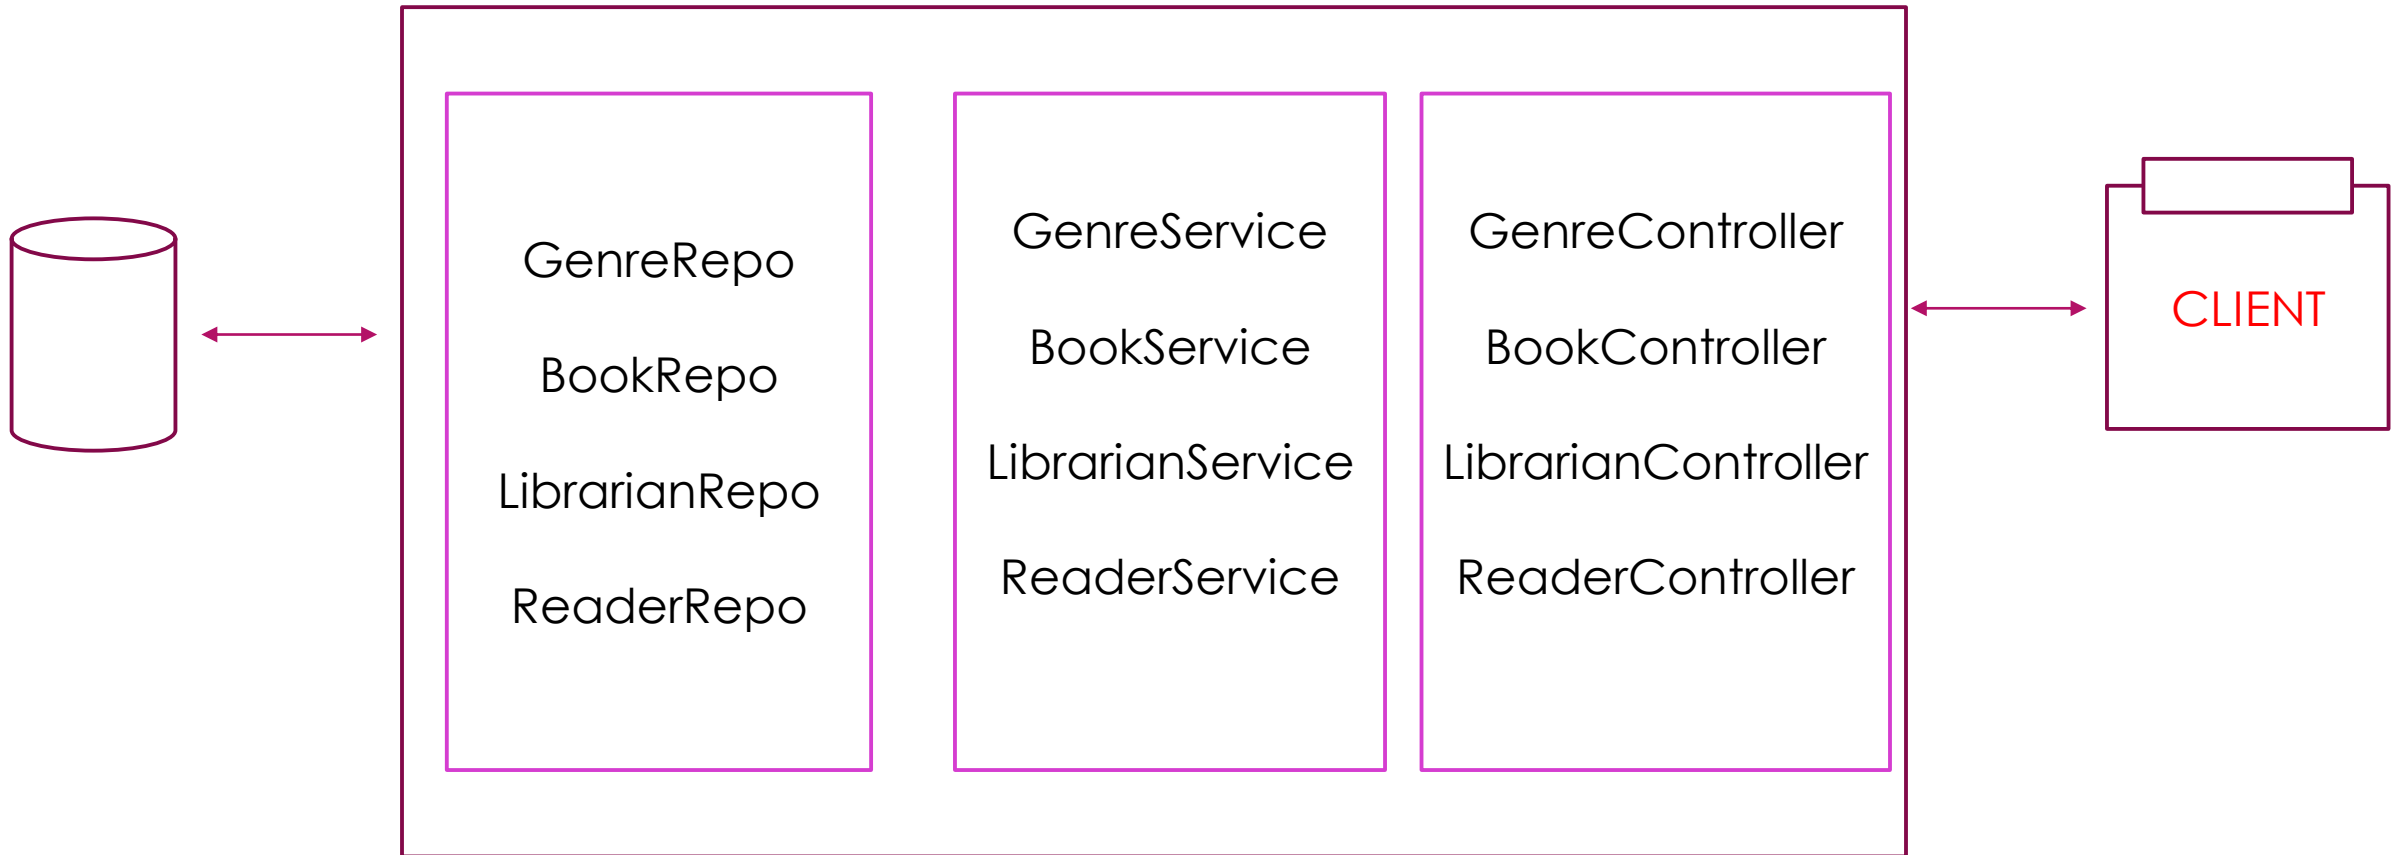 GenreRepo
BookRepo
LibrarianRepo
ReaderRepo
GenreService
BookService
LibrarianService
ReaderService
GenreController
BookController
LibrarianController
ReaderController
CLIENT